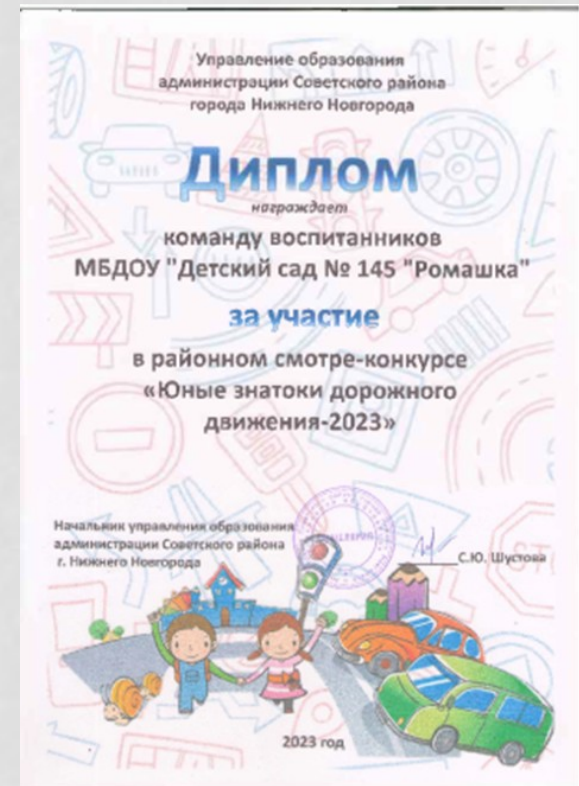 Управление образования
администрации Советского района
города Нижнего Новгорода
Диплом
награждает
команду воспитанников
МБДОУ "Детский сад № 145 "Ромашка"
за участие
в районном смотре-конкурсе
«Юные знатоки дорожного
движения-2023»
Начальник управления образования
администрации Советского района
г. Нижнего Новгорода
С.Ю. Шустова
2023 год